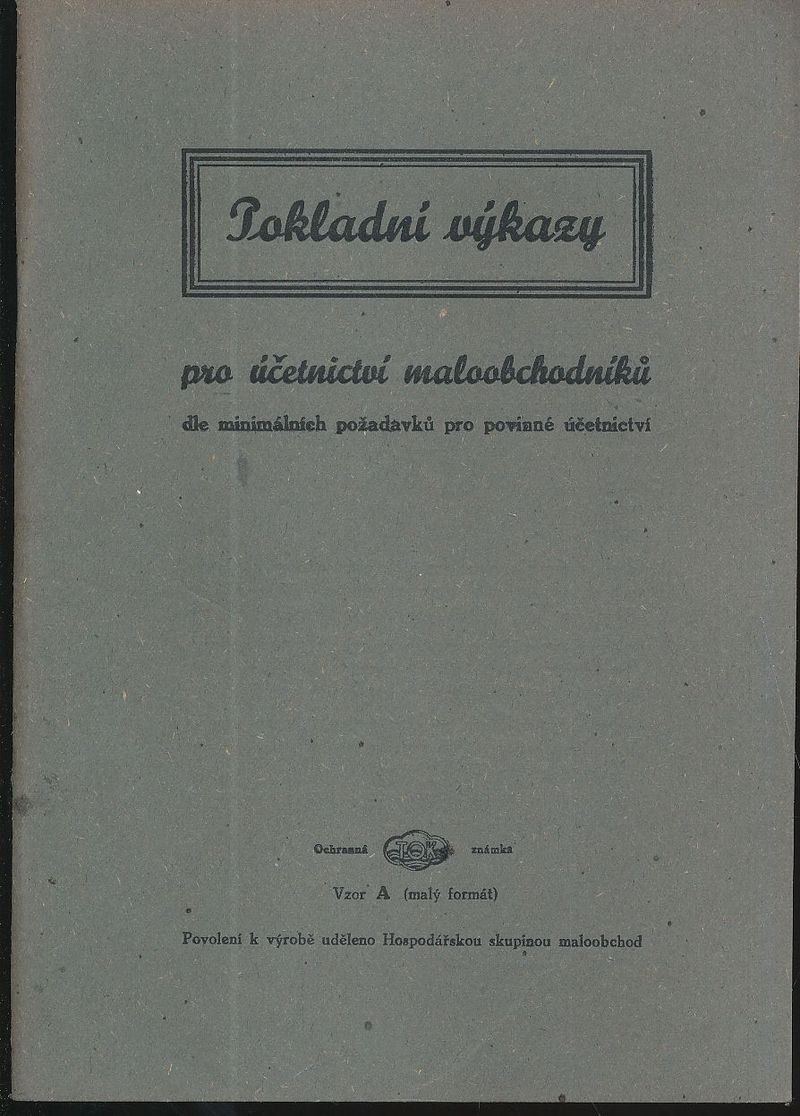 Pokladní výkazy
pro účetnictví maloobchodníků
dle minimálních požadavků pro povinné účetnictví
Ochranná TOK známka
Vzor A (malý formát)
Povolení k výrobě uděleno Hospodářskou skupinou maloobchod